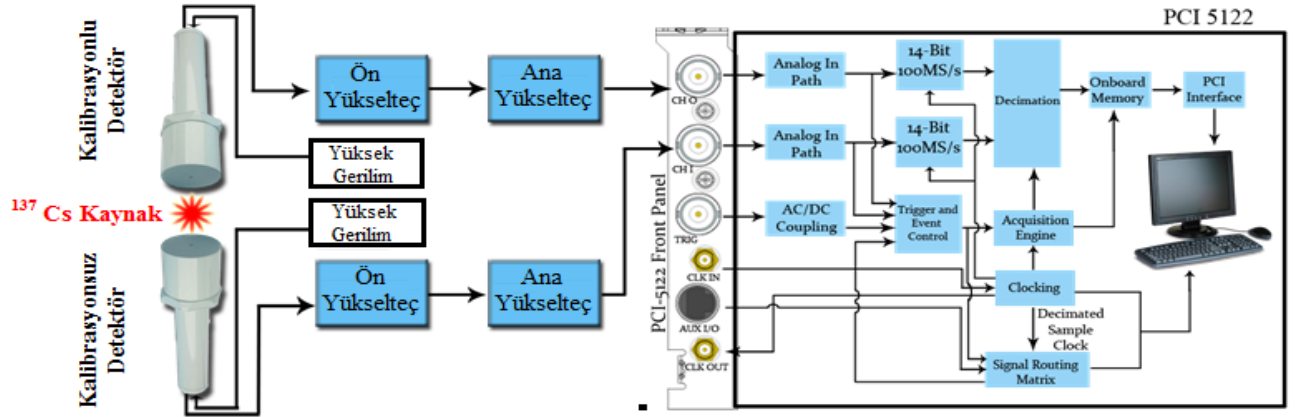 PCI 5122
Kalibrasyonlu
Detektör
Ön
Yükselteç
Ana
Yükselteç
Yüksek
Gerilim
¹³⁷ Cs Kaynak
Yüksek
Gerilim
Kalibrasyonsuz
Detektör
Ön
Yükselteç
Ana
Yükselteç
PCI-5122 Front Panel
CH O
CH I
TRIG
CLK IN
AUX I/O
CLK OUT
Analog In
Path
14-Bit
100MS/s
Decimation
Onboard
Memory
PCI
Interface
Analog In
Path
14-Bit
100MS/s
AC/DC
Coupling
Trigger and
Event
Control
Acquisition
Engine
Clocking
Decimated
Sample
Clock
Signal Routing
Matrix